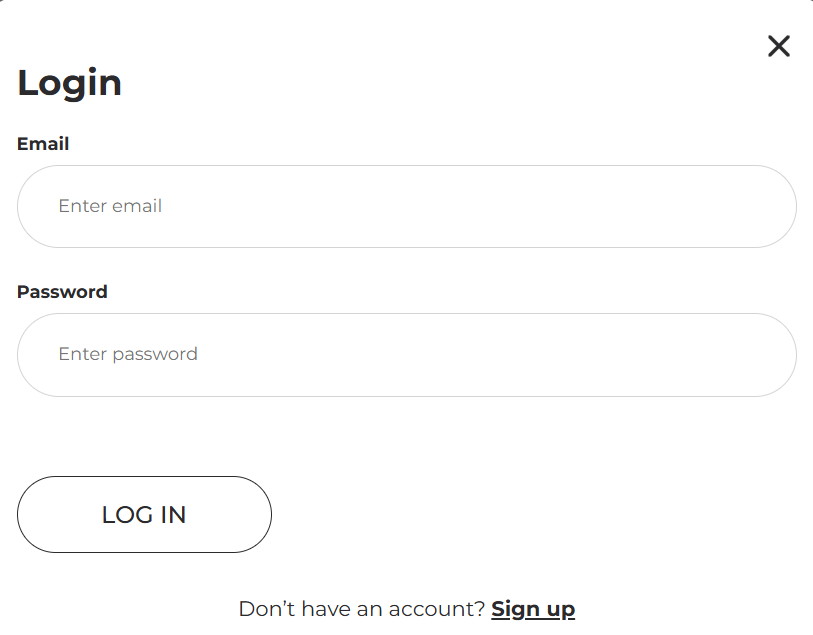 Login
Email
Enter email
Password
Enter password
LOG IN
Don’t have an account? Sign up